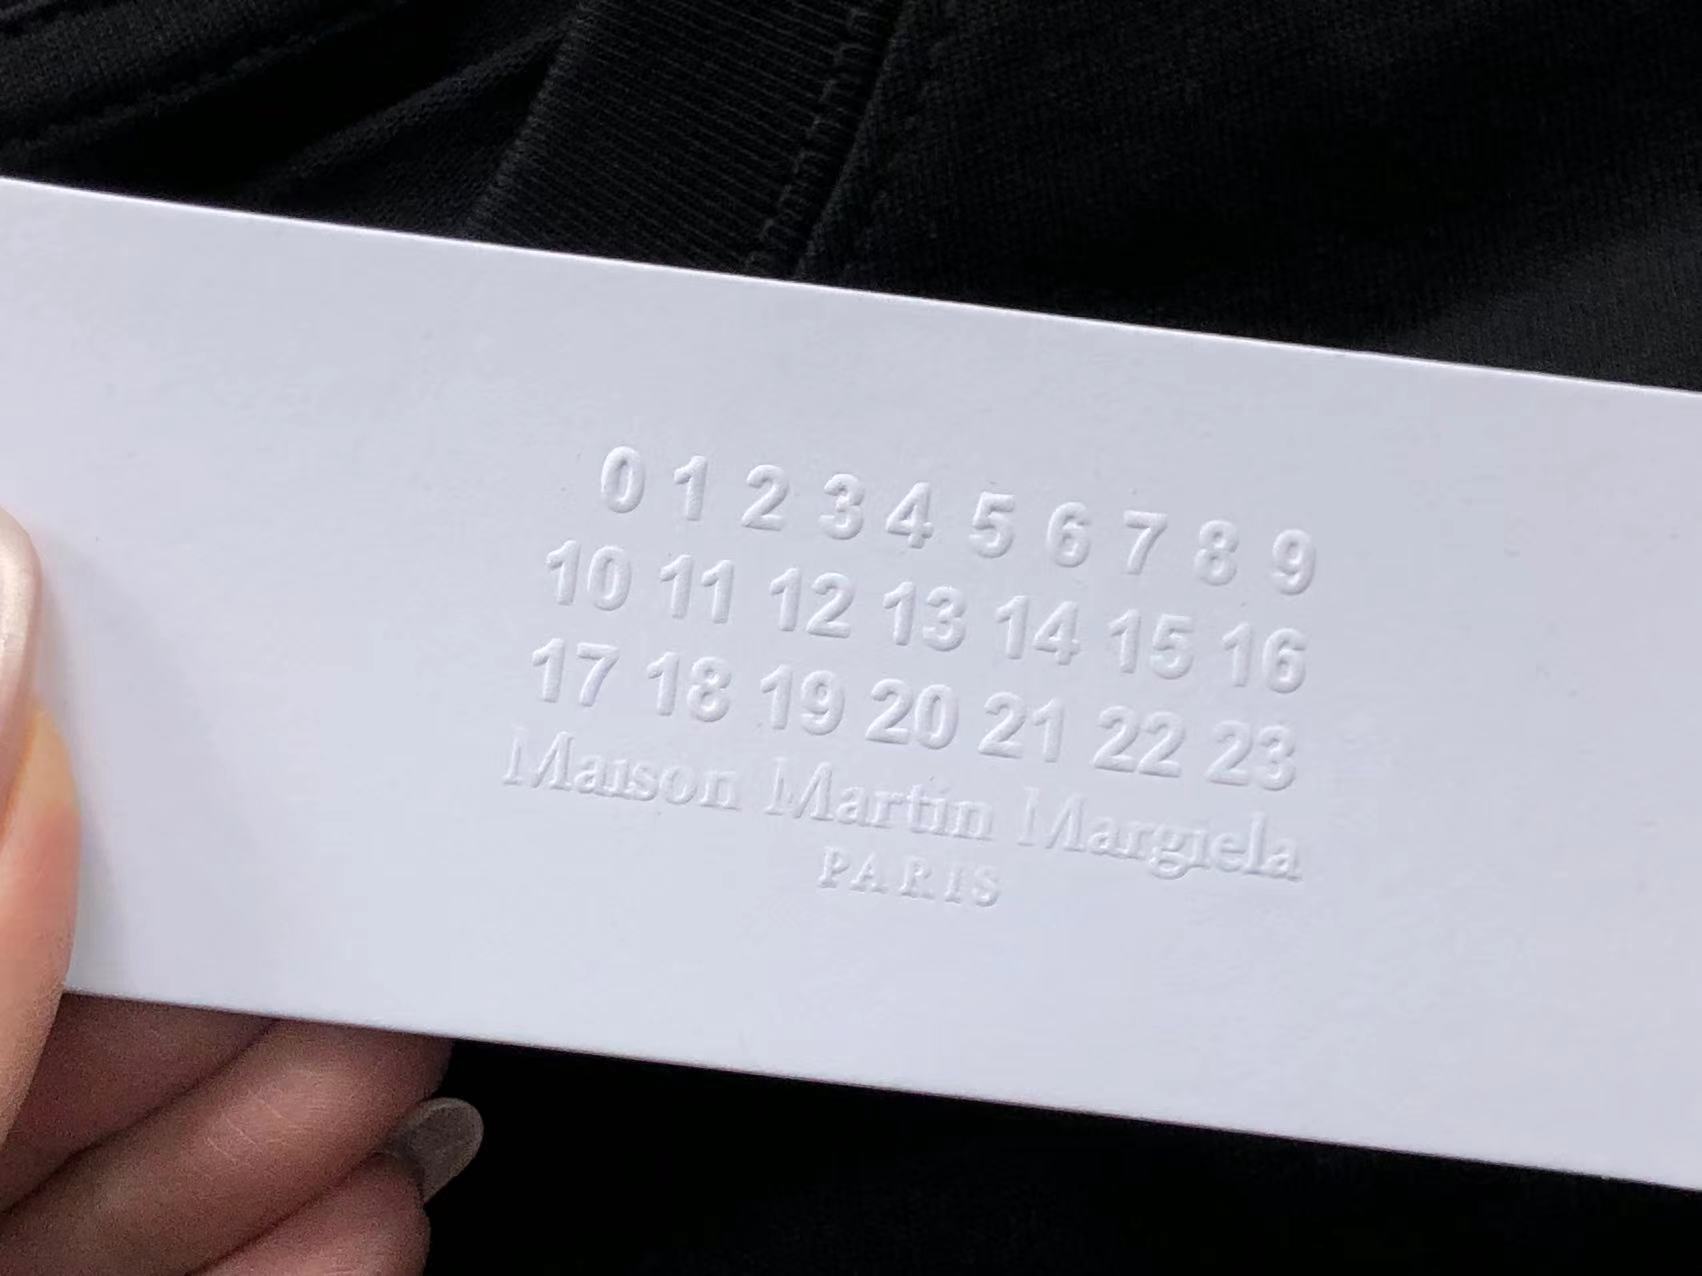 0 1 2 3 4 5 6 7 8 9
10 11 12 13 14 15 16
17 18 19 20 21 22 23
Maison Martin Margiela
PARIS